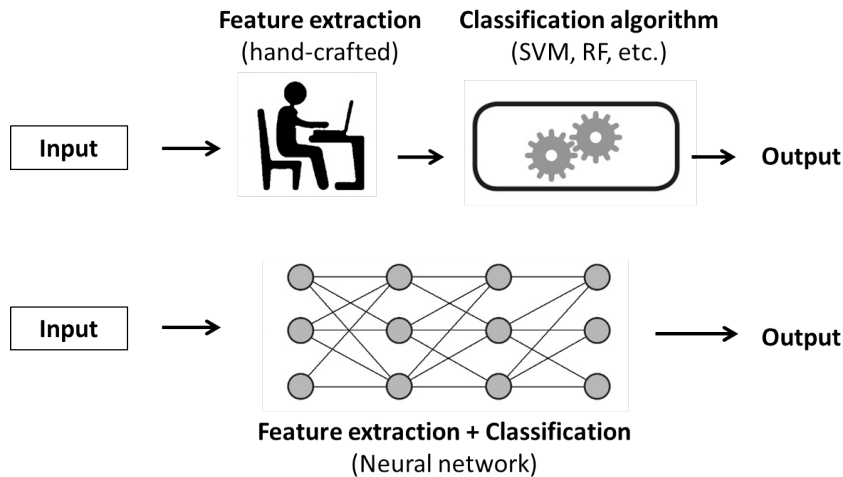 Feature extraction
(hand-crafted)
Classification algorithm
(SVM, RF, etc.)
Input
Output
Input
Output
Feature extraction + Classification
(Neural network)